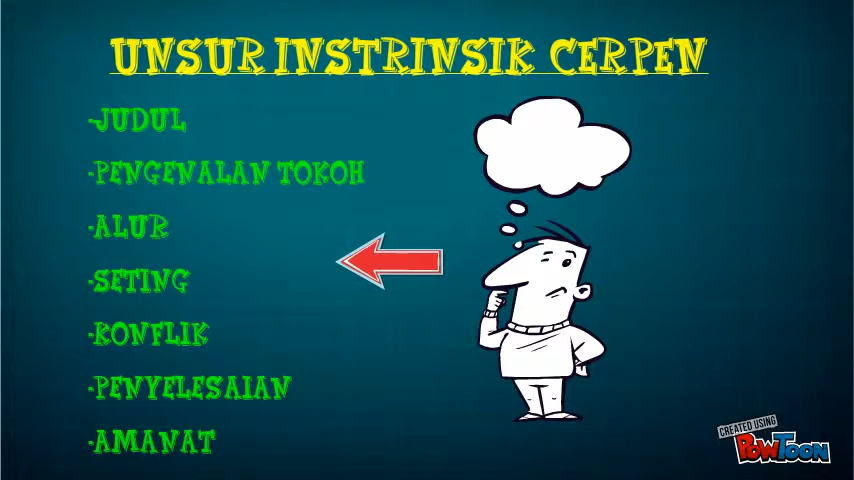 UNSUR INSTRINSIK CERPEN
-JUDUL
-PENGENALAN TOKOH
-ALUR
-SETING
-KONFLIK
-PENYELESAIAN
-AMANAT
CREATED USING
POWTOON